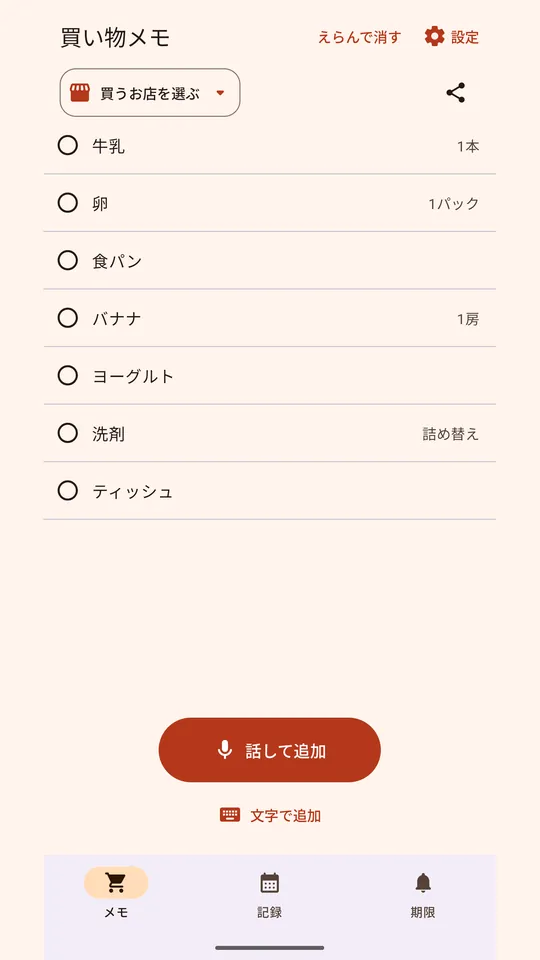 買い物メモ
えらんで消す
設定
買うお店を選ぶ
牛乳 1本
卵 1パック
食パン
バナナ 1房
ヨーグルト
洗剤 詰め替え
ティッシュ
話して追加
文字で追加
メモ 記録 期限